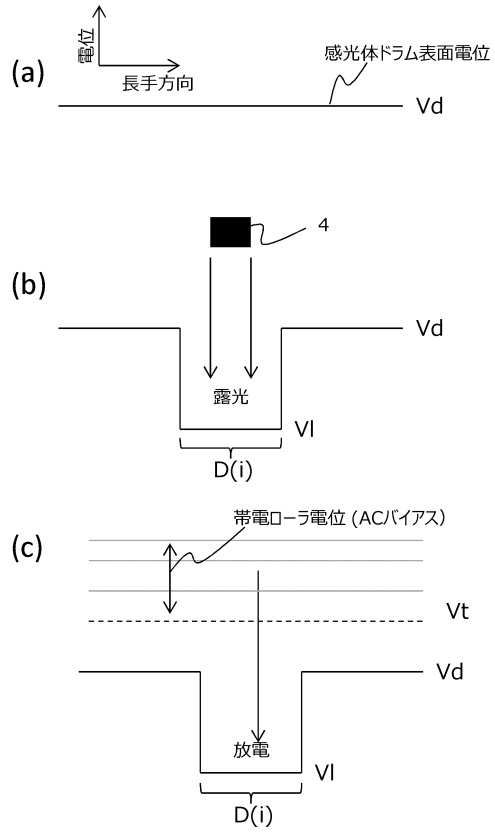 (a)
電位
長手方向
感光体ドラム表面電位
Vd
4
(b)
Vd
露光
Vl
D(i)
帯電ローラ電位 (ACバイアス)
(c)
Vt
Vd
放電
Vl
D(i)